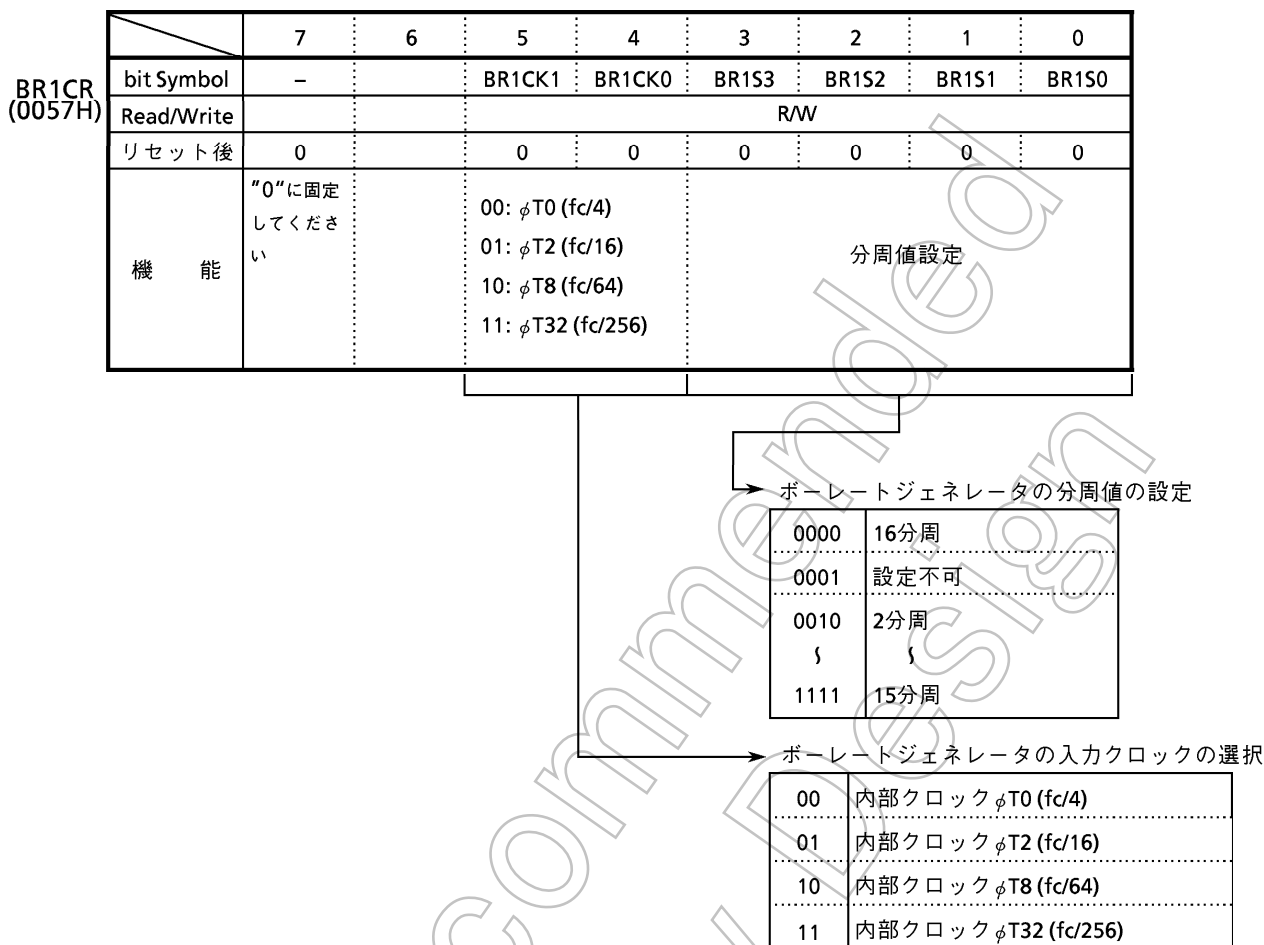 7 6 5 4 3 2 1 0
BR1CR
(0057H)
bit Symbol – BR1CK1 BR1CK0 BR1S3 BR1S2 BR1S1 BR1S0
Read/Write R/W
リセット後 0 0 0 0 0 0 0
機 能
"0"に固定
してくださ
い
00: φT0 (fc/4)
01: φT2 (fc/16)
10: φT8 (fc/64)
11: φT32 (fc/256)
分周値設定
ボーレートジェネレータの分周値の設定
0000 16分周
0001 設定不可
0010 2分周
∫ ∫
1111 15分周
ボーレートジェネレータの入力クロックの選択
00 内部クロックφT0 (fc/4)
01 内部クロックφT2 (fc/16)
10 内部クロックφT8 (fc/64)
11 内部クロックφT32 (fc/256)
commended
Design